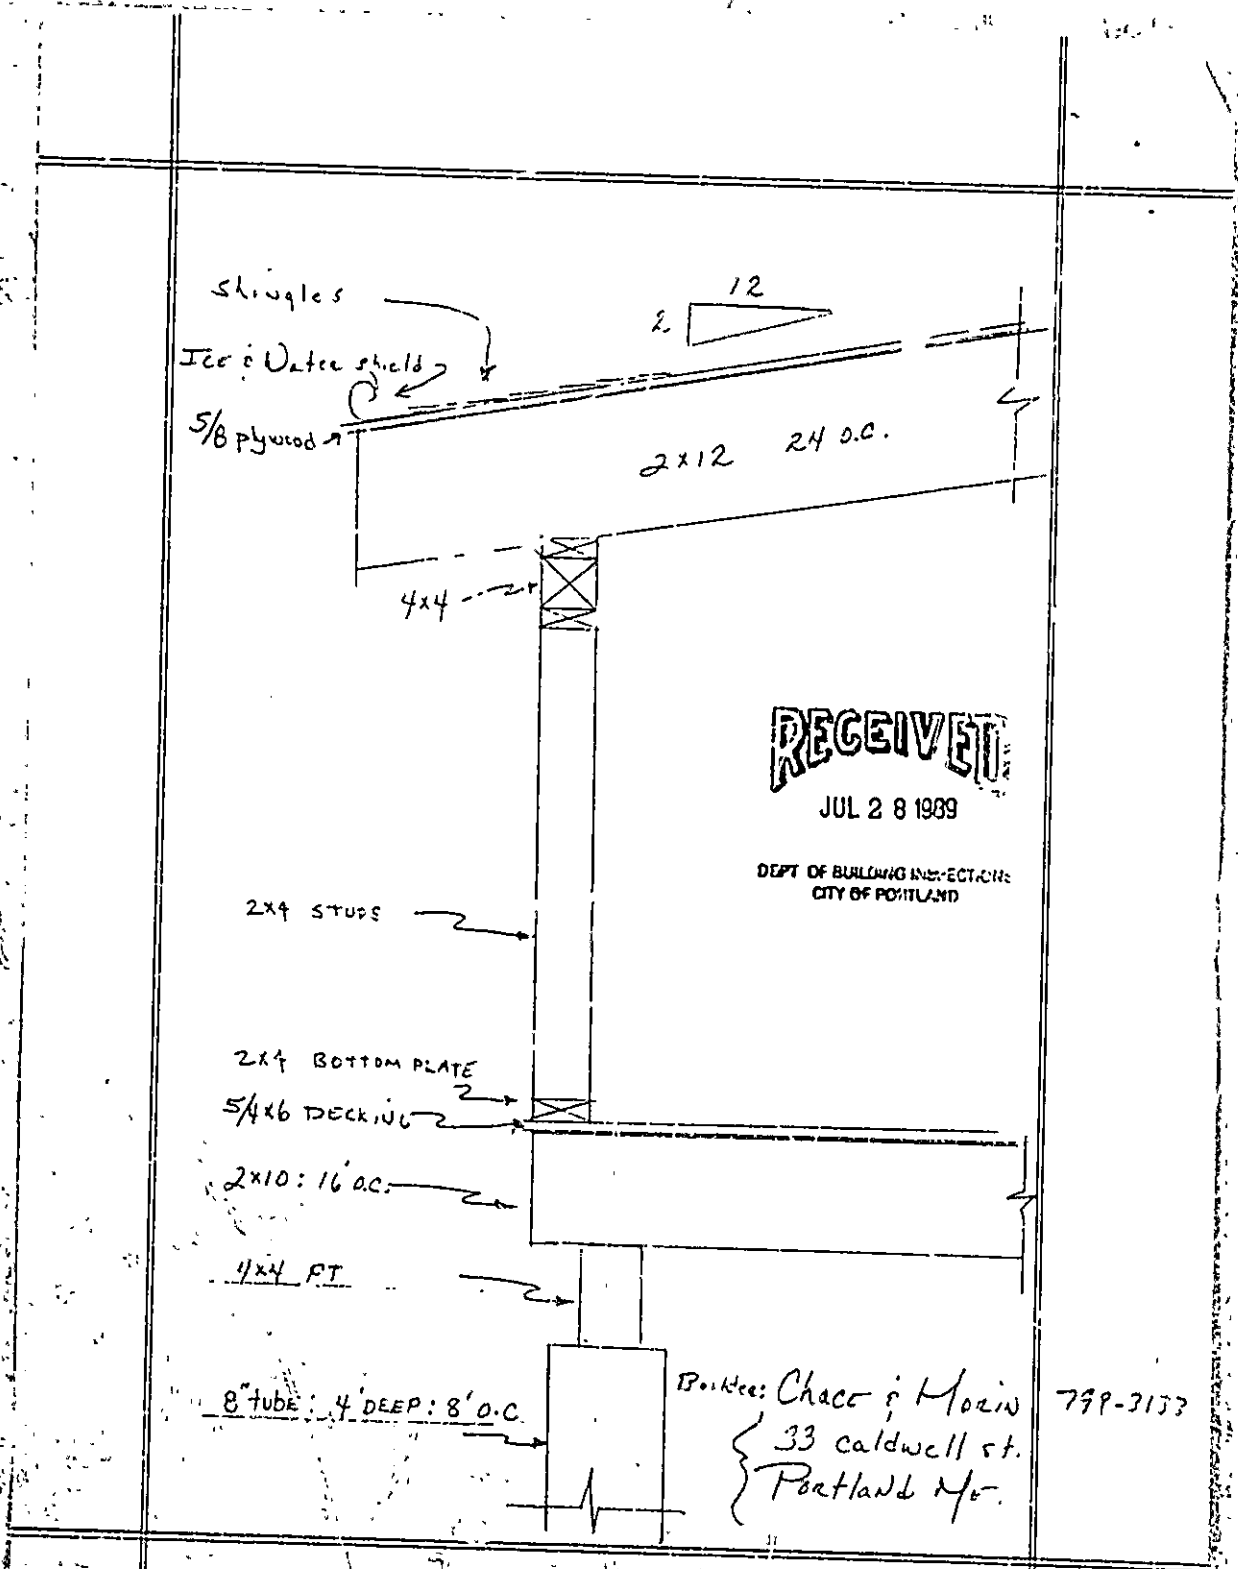 shingles
12
2
Ice & Water shield
5/8 plywood
2x12 24 O.C.
4x4
RECEIVED
JUL 28 1989
DEPT OF BUILDING INSPECTIONS
CITY OF PORTLAND
2x4 STUDS
2x4 BOTTOM PLATE
5/4x6 DECKING
2x10: 16 O.C.
4x4 PT
8" tube: 4' DEEP: 8' O.C
Builder: Chace & Morin 799-3133
33 caldwell st.
Portland Me.